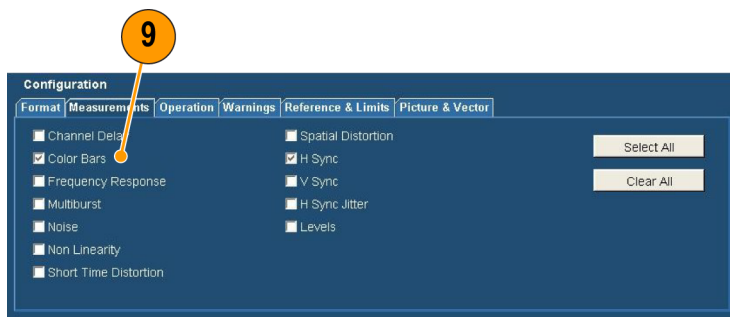 9
Configuration
Format Measurements Operation Warnings Reference & Limits Picture & Vector
Channel Delay
Color Bars
Frequency Response
Multiburst
Noise
Non Linearity
Short Time Distortion
Spatial Distortion
H Sync
V Sync
H Sync Jitter
Levels
Select All
Clear All